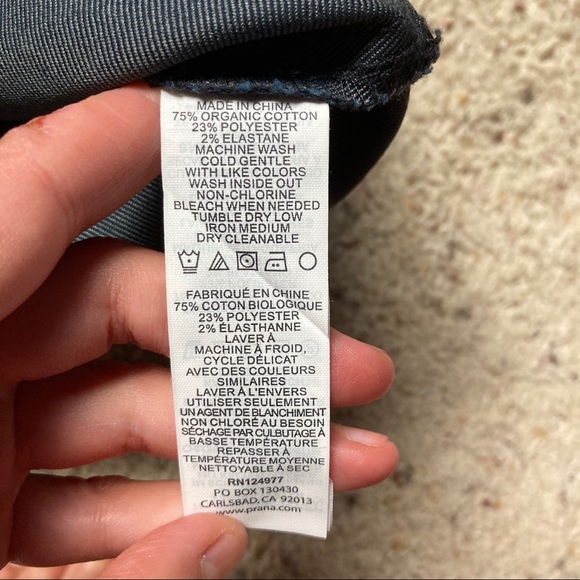 MADE IN CHINA
75% ORGANIC COTTON
23% POLYESTER
2% ELASTANE
MACHINE WASH
COLD GENTLE
WITH LIKE COLORS
WASH INSIDE OUT
NON-CHLORINE
BLEACH WHEN NEEDED
TUMBLE DRY LOW
IRON MEDIUM
DRY CLEANABLE
FABRIQUÉ EN CHINE
75% COTON BIOLOGIQUE
23% POLYESTER
2% ÉLASTHANNE
LAVER À
MACHINE À FROID,
CYCLE DÉLICAT
AVEC DES COULEURS
SIMILAIRES
LAVER À L'ENVERS
UTILISER SEULEMENT
UN AGENT DE BLANCHIMENT
NON CHLORÉ AU BESOIN
SÉCHAGE PAR CULBUTAGE À
BASSE TEMPÉRATURE
REPASSER À
TEMPÉRATURE MOYENNE
NETTOYABLE À SEC
RN124977
PO BOX 130430
CARLSBAD, CA 92013
www.prana.com